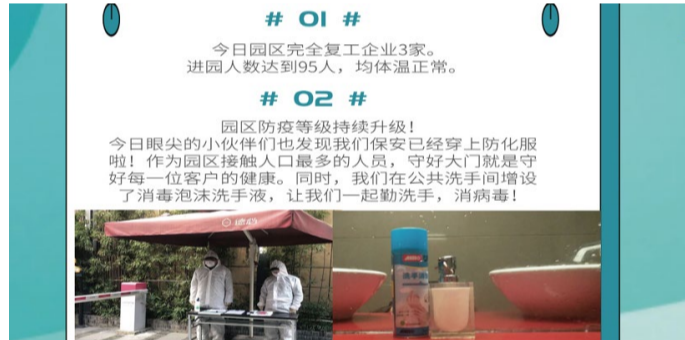 # 01 #
今日园区完全复工企业3家。
进园人数达到95人，均体温正常。
# 02 #
园区防疫等级持续升级！
今日眼尖的小伙伴们也发现我们保安已经穿上防化服
啦！作为园区接触人口最多的人员，守好大门就是守
好每一位客户的健康。同时，我们在公共洗手间增设
了消毒泡沫洗手液，让我们一起勤洗手，消病毒！